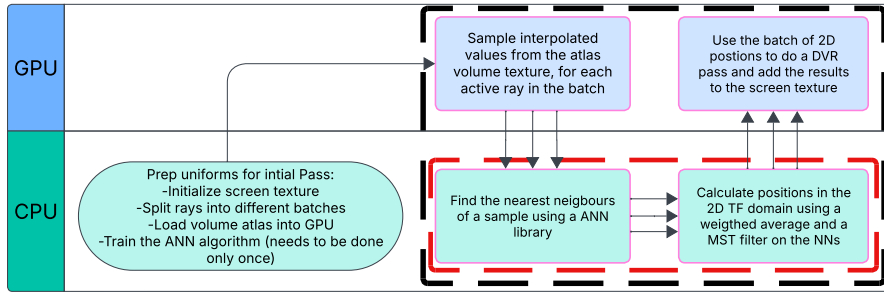 GPU
Sample interpolated
values from the atlas
volume texture, for each
active ray in the batch
Use the batch of 2D
postions to do a DVR
pass and add the results
to the screen texture
CPU
Prep uniforms for intial Pass:
-Initialize screen texture
-Split rays into different batches
-Load volume atlas into GPU
-Train the ANN algorithm (needs to be done
only once)
Find the nearest neigbours
of a sample using a ANN
library
Calculate positions in the
2D TF domain using a
weigthed average and a
MST filter on the NNs